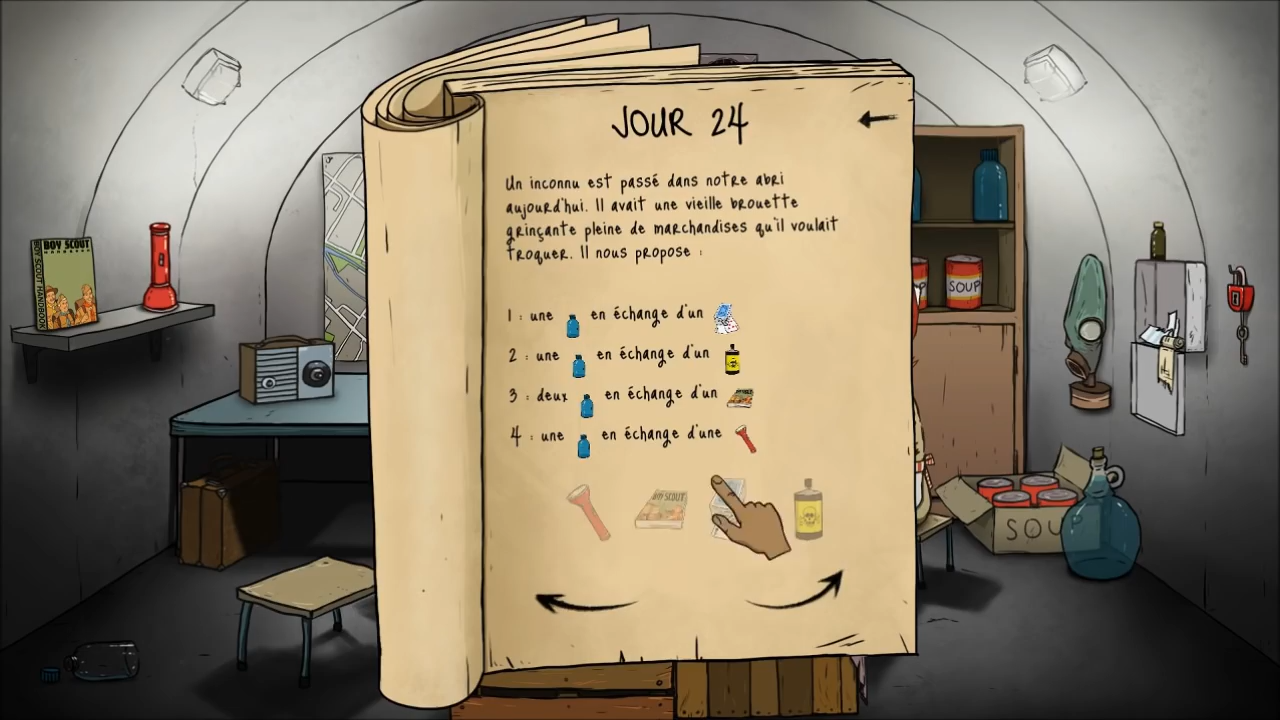 JOUR 24
Un inconnu est passé dans notre abri
aujourd'hui. Il avait une vieille brouette
grinçante pleine de marchandises qu'il voulait
troquer. Il nous propose :
1 : une en échange d'un
2 : une en échange d'un
3 : deux en échange d'un
4 : une en échange d'une
BOY SCOUT
BOY SCOUT
BOY SCOUT HANDBOOK
SOUP
SOUP